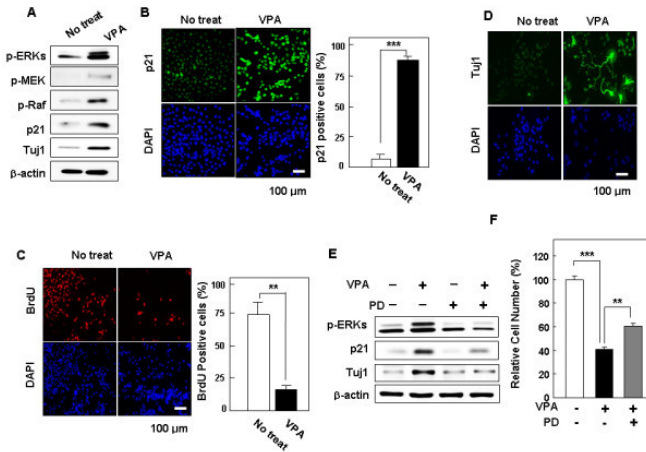 A
No treat
VPA
p-ERKs
p-MEK
p-Raf
p21
Tuj1
β-actin
B
No treat
VPA
p21
DAPI
100 μm
p21 positive cells (%)
100
75
50
25
0
***
No treat
VPA
D
No treat
VPA
Tuj1
DAPI
100 μm
C
No treat
VPA
BrdU
DAPI
100 μm
BrdU Positive cells (%)
100
75
50
25
0
**
No treat
VPA
E
VPA – + – +
PD – – + +
p-ERKs
p21
Tuj1
β-actin
F
Relative Cell Number (%)
120
100
80
60
40
20
0
***
**
VPA - + +
PD - - +